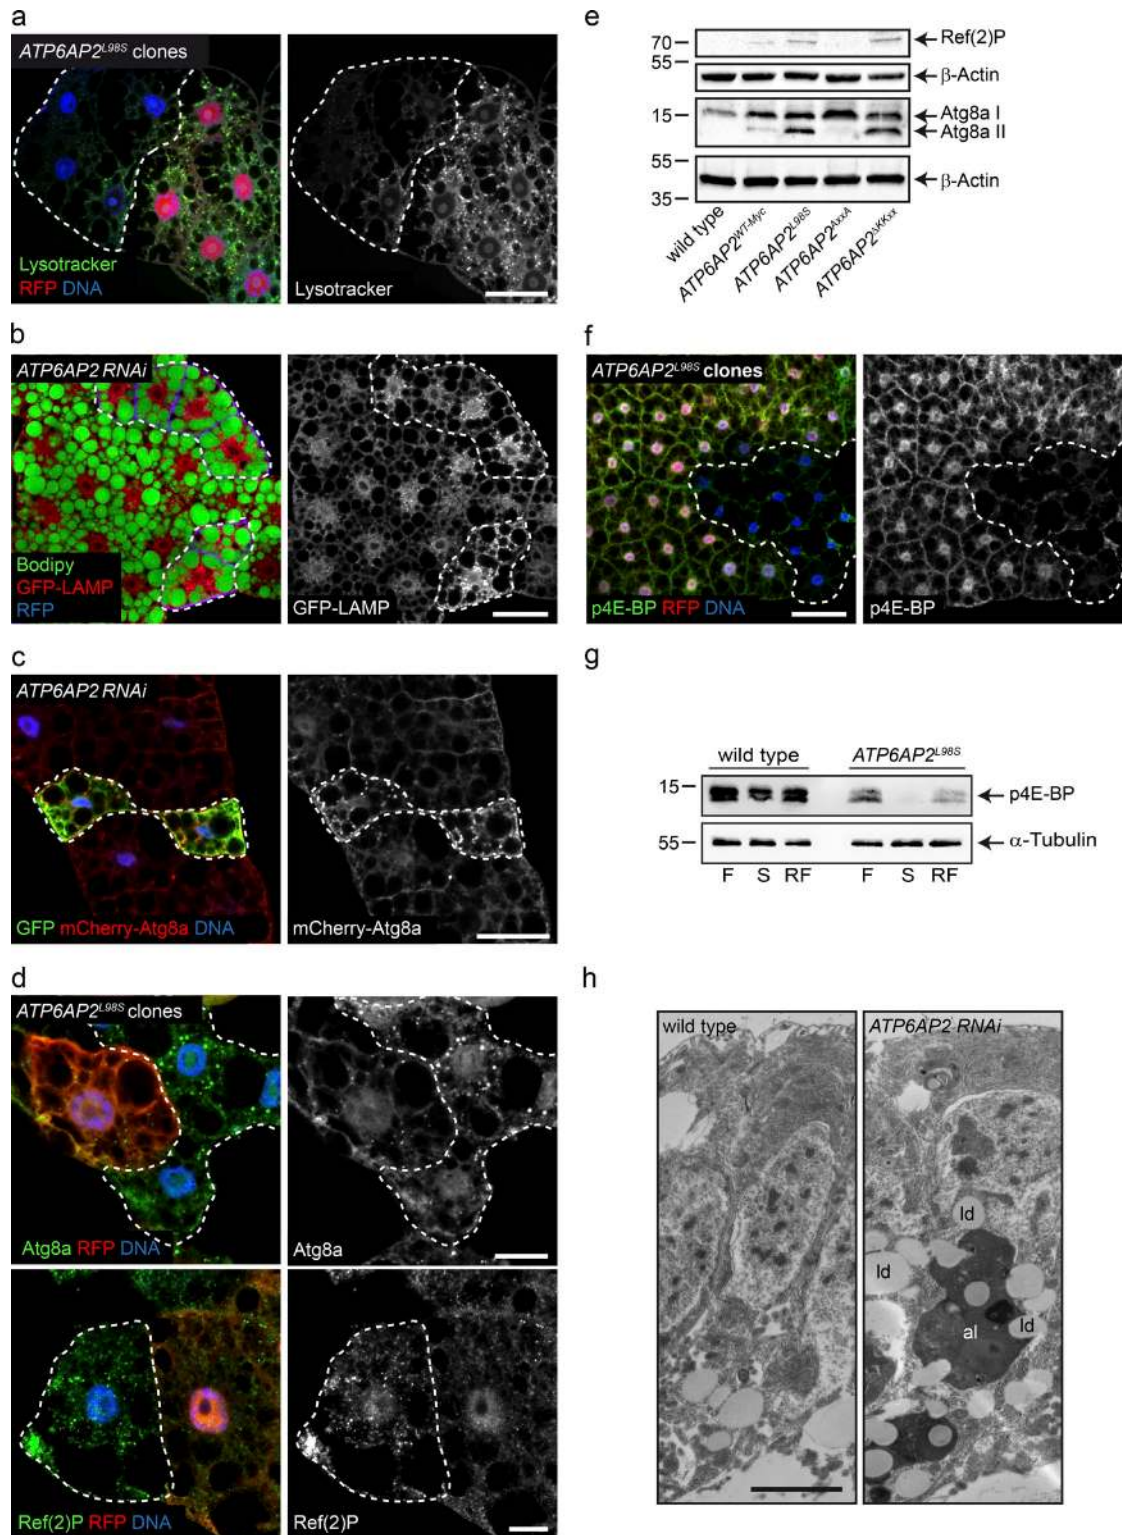 a
ATP6AP2L98S clones
Lysotracker
RFP DNA
Lysotracker
b
ATP6AP2 RNAi
Bodipy
GFP-LAMP
RFP
GFP-LAMP
c
ATP6AP2 RNAi
GFP mCherry-Atg8a DNA
mCherry-Atg8a
d
ATP6AP2L98S clones
Atg8a RFP DNA
Atg8a
Ref(2)P RFP DNA
Ref(2)P
e
70
Ref(2)P
55
β-Actin
15
Atg8a I
Atg8a II
55
β-Actin
35
wild type
ATP6AP2WT-Myc
ATP6AP2L98S
ATP6AP2AxxA
ATP6AP2ΔKKxx
f
ATP6AP2L98S clones
p4E-BP RFP DNA
p4E-BP
g
wild type ATP6AP2L98S
15
p4E-BP
55
α-Tubulin
F S RF F S RF
h
wild type
ATP6AP2 RNAi
ld
ld
ld
al